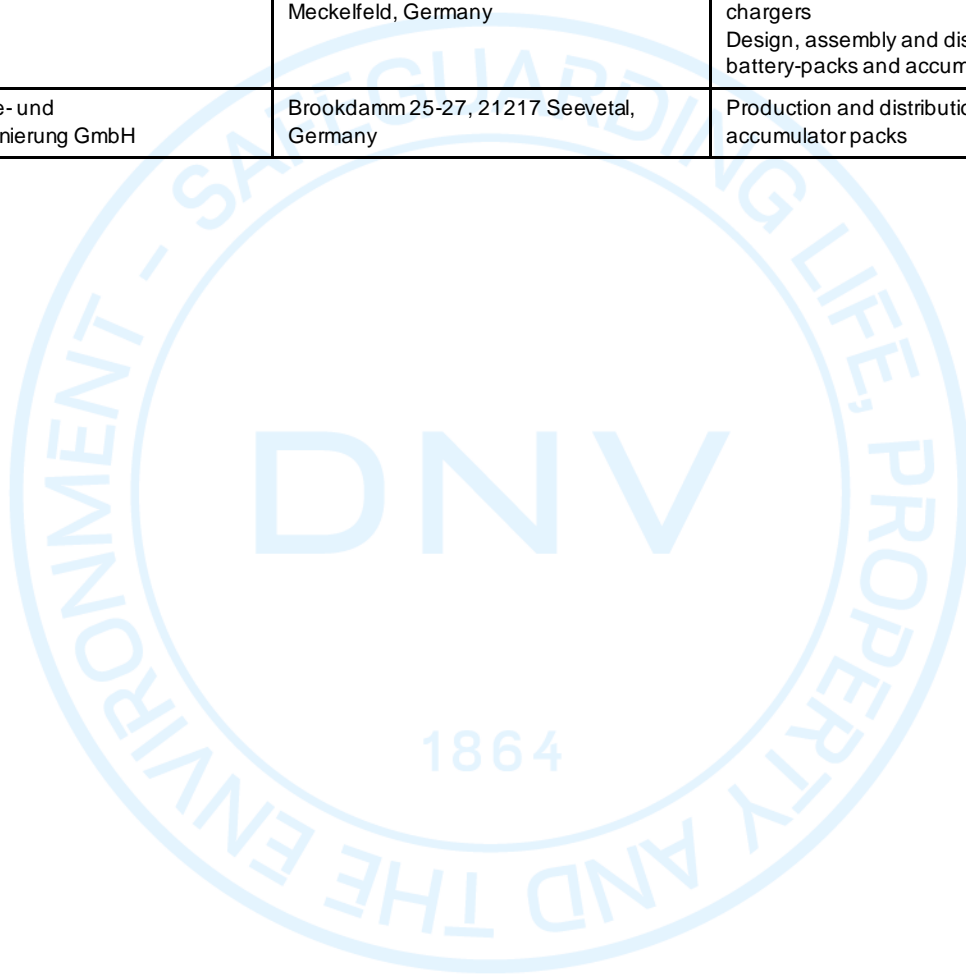 Meckelfeld, Germany
chargers
Design, assembly and dis
battery-packs and accum
e- und
nierung GmbH
Brookdamm 25-27, 21217 Seevetal,
Germany
Production and distributio
accumulator packs
SAFEGUARDING LIFE, PROPERTY AND THE ENVIRONMENT -
DNV
1864